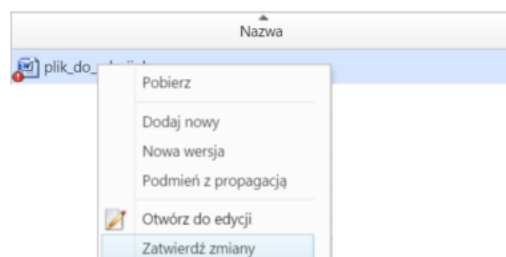 Nazwa
plik_do_
Pobierz
Dodaj nowy
Nowa wersja
Podmień z propagacją
Otwórz do edycji
Zatwierdź zmiany